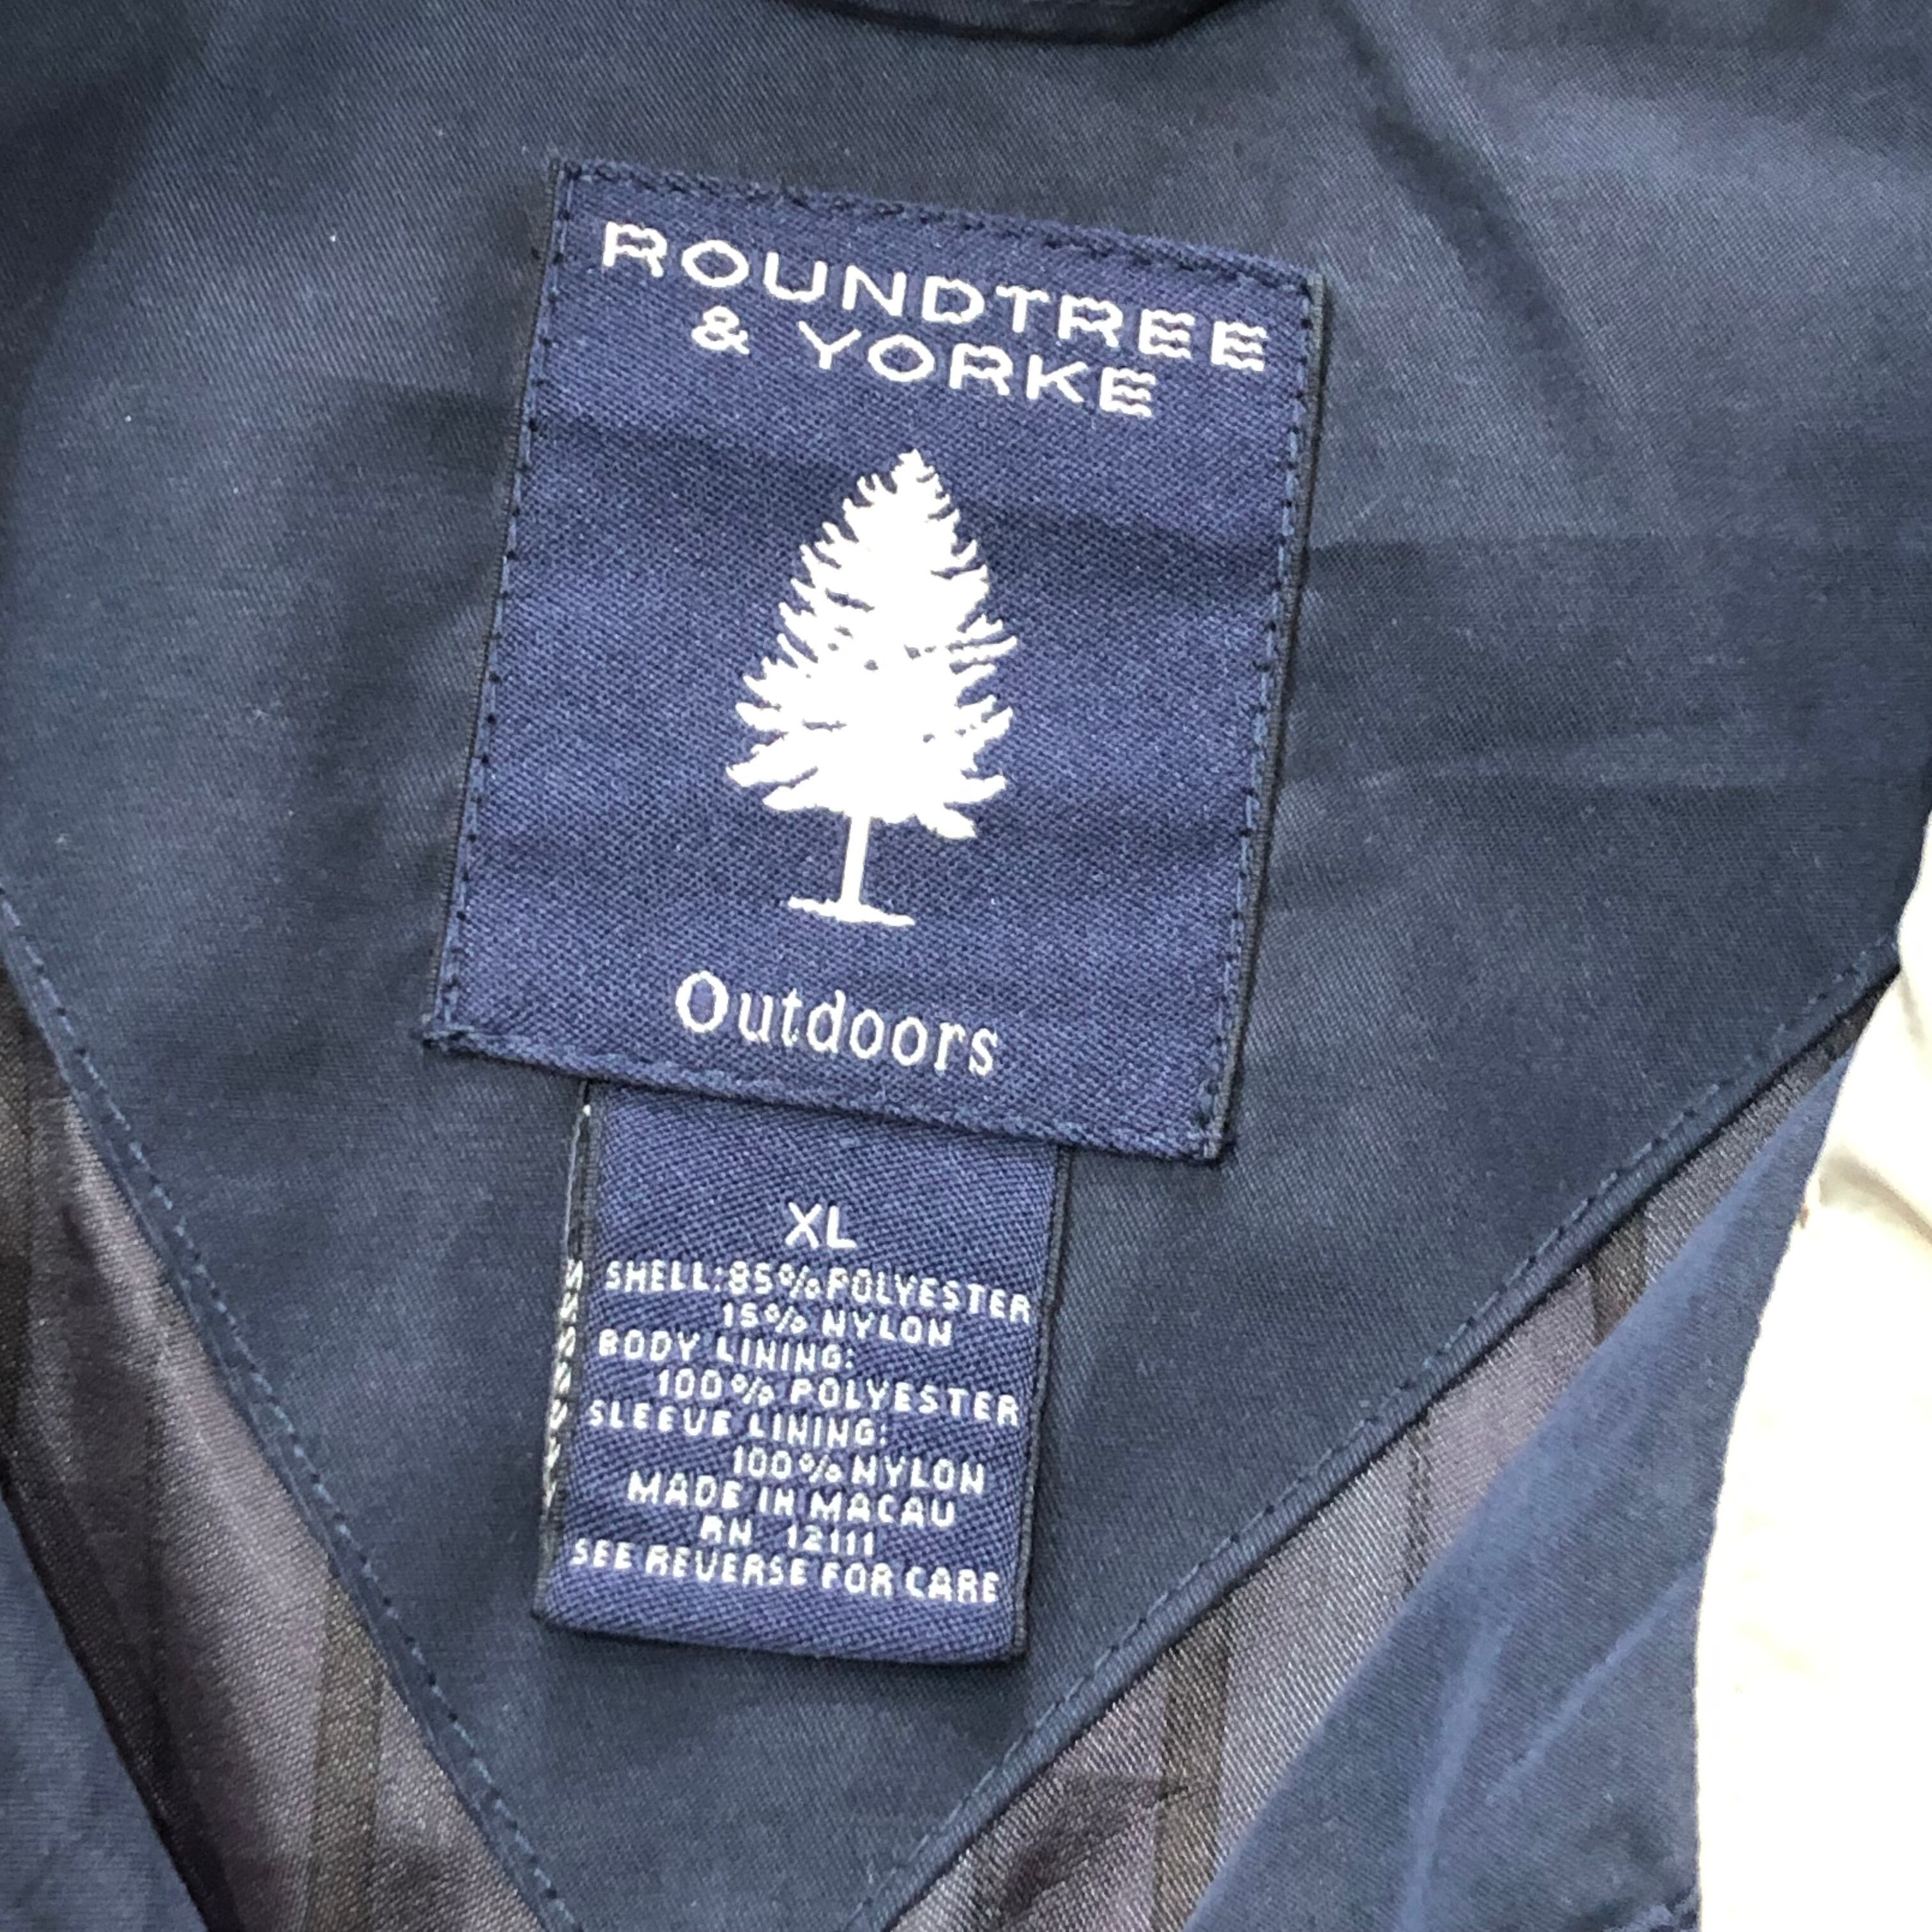 ROUNDTREE
& YORKE
Outdoors
XL
SHELL:85%POLYESTER
15% NYLON
BODY LINING:
100% POLYESTER
SLEEVE LINING:
100% NYLON
MADE IN MACAU
RN 12111
SEE REVERSE FOR CARE